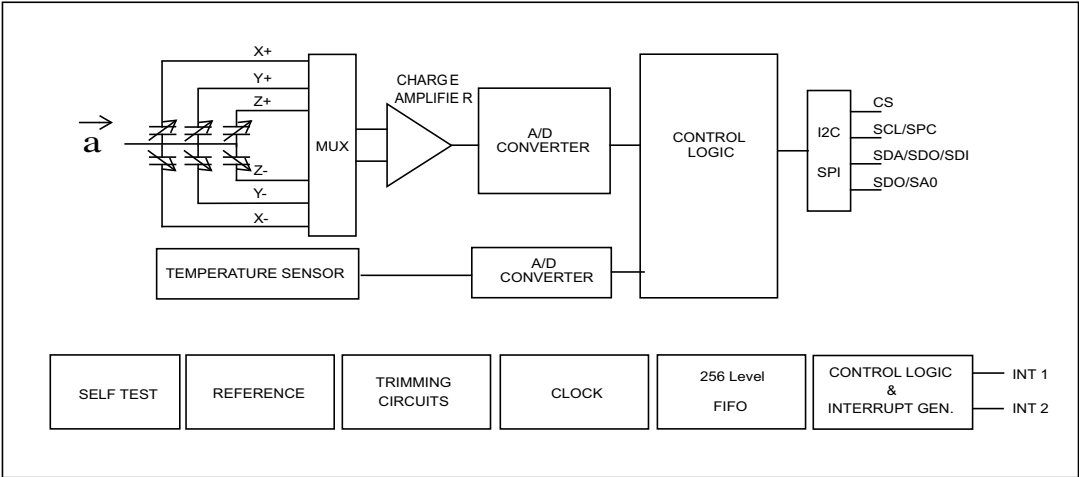 X+
Y+
Z+
a
Z-
Y-
X-
MUX
CHARGE
AMPLIFIER
A/D
CONVERTER
CONTROL
LOGIC
I2C
SPI
CS
SCL/SPC
SDA/SDO/SDI
SDO/SA0
TEMPERATURE SENSOR
A/D
CONVERTER
SELF TEST
REFERENCE
TRIMMING
CIRCUITS
CLOCK
256 Level
FIFO
CONTROL LOGIC
&
INTERRUPT GEN.
INT 1
INT 2